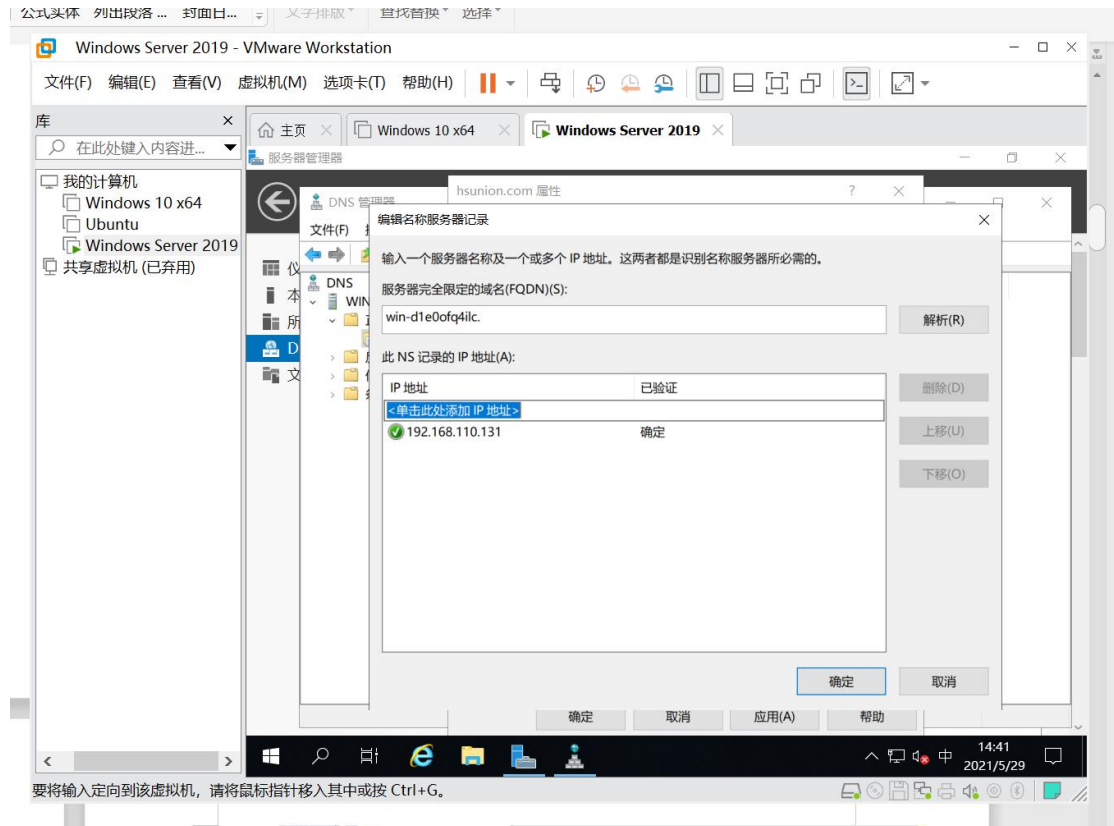 公式实体 列出段落 ... 封面日... 文字排版 查找替换 选择
Windows Server 2019 - VMware Workstation
文件(F) 编辑(E) 查看(V) 虚拟机(M) 选项卡(T) 帮助(H)
库
在此处键入内容进...
我的计算机
Windows 10 x64
Ubuntu
Windows Server 2019
共享虚拟机 (已弃用)
主页 Windows 10 x64 Windows Server 2019
服务器管理器
仪
本
所
D
文
DNS 管理器
文件(F)
DNS
WIN
hsunion.com 属性 ?
编辑名称服务器记录
输入一个服务器名称及一个或多个 IP 地址。这两者都是识别名称服务器所必需的。
服务器完全限定的域名(FQDN)(S):
win-d1e0ofq4ilc. 解析(R)
此 NS 记录的 IP 地址(A):
IP 地址 已验证 删除(D)
<单击此处添加 IP 地址>
192.168.110.131 确定 上移(U)
下移(O)
确定 取消
确定 取消 应用(A) 帮助
中 14:41
2021/5/29
要将输入定向到该虚拟机，请将鼠标指针移入其中或按 Ctrl+G。